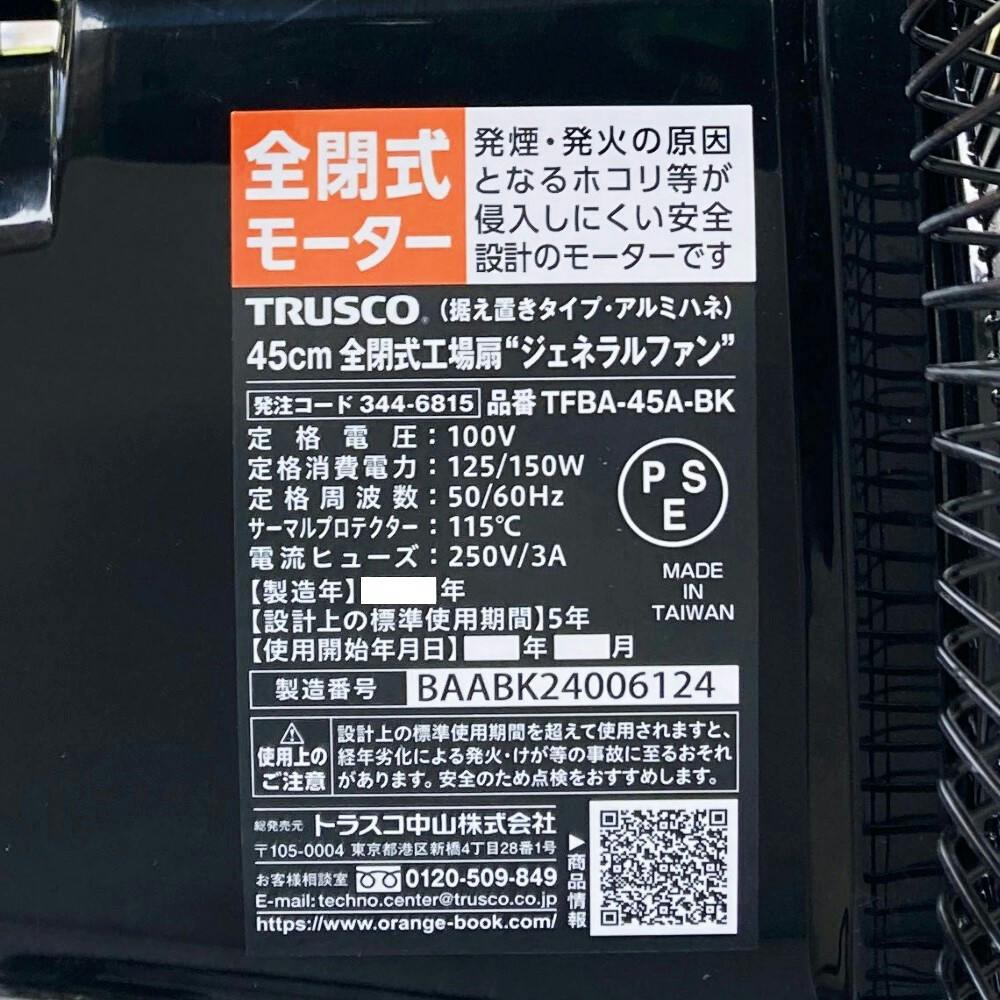 全閉式
モーター
発煙・発火の原因
となるホコリ等が
侵入しにくい安全
設計のモーターです
TRUSCO®（据え置きタイプ・アルミハネ）
45cm 全閉式工場扇“ジェネラルファン”
発注コード 344-6815 品番 TFBA-45A-BK
定格電圧：100V
定格消費電力：125/150W
定格周波数：50/60Hz
サーマルプロテクター：115℃
電流ヒューズ：250V/3A
P S
E
MADE
IN
TAIWAN
【製造年】 年
【設計上の標準使用期間】5年
【使用開始年月日】 年 月
製造番号 BAABK24006124
使用上の
ご注意
設計上の標準使用期間を超えて使用されますと、
経年劣化による発火・けが等の事故に至るおそれ
があります。安全のため点検をおすすめします。
総発売元 トラスコ中山株式会社
〒105-0004 東京都港区新橋4丁目28番1号
お客様相談室 0120-509-849
E-mail:techno.center@trusco.co.jp
https://www.orange-book.com/
▶商品情報